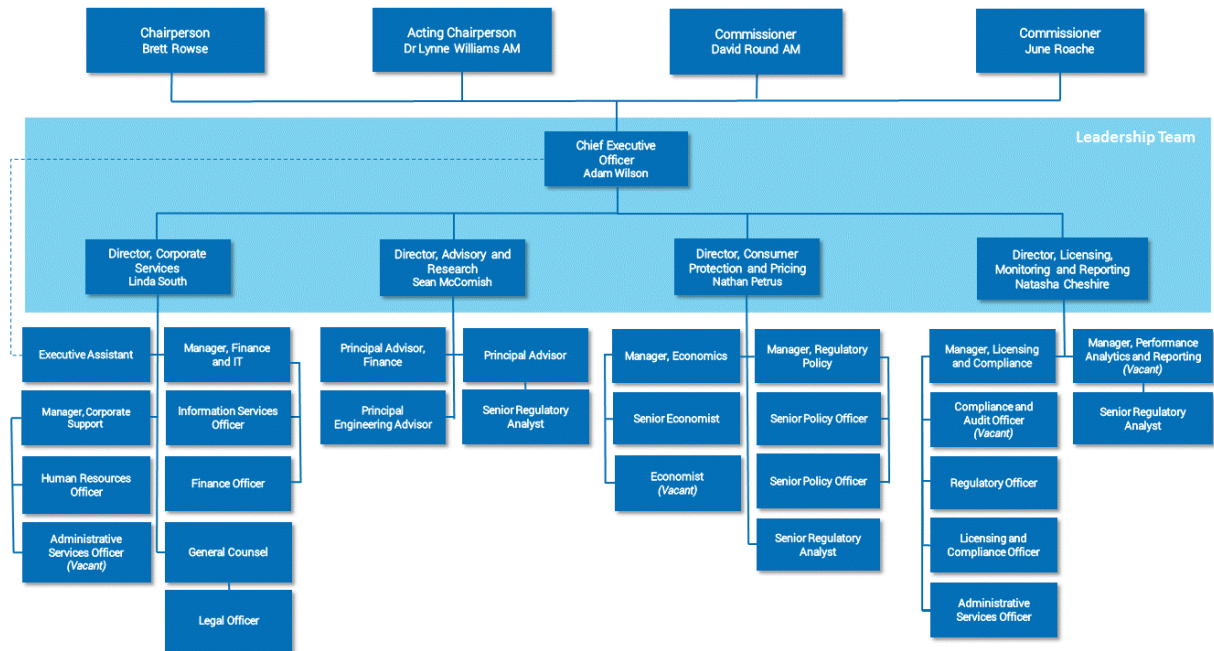 Chairperson
Brett Rowse
Acting Chairperson
Dr Lynne Williams AM
Commissioner
David Round AM
Commissioner
June Roache
Leadership Team
Chief Executive
Officer
Adam Wilson
Director, Corporate
Services
Linda South
Director, Advisory and
Research
Sean McComish
Director, Consumer
Protection and Pricing
Nathan Petrus
Director, Licensing,
Monitoring and Reporting
Natasha Cheshire
Executive Assistant
Manager, Corporate
Support
Human Resources
Officer
Administrative
Services Officer
(Vacant)
Manager, Finance
and IT
Information Services
Officer
Finance Officer
General Counsel
Legal Officer
Principal Advisor,
Finance
Principal
Engineering Advisor
Principal Advisor
Senior Regulatory
Analyst
Manager, Economics
Senior Economist
Economist
(Vacant)
Manager, Regulatory
Policy
Senior Policy Officer
Senior Policy Officer
Senior Regulatory
Analyst
Manager, Licensing
and Compliance
Compliance and
Audit Officer
(Vacant)
Regulatory Officer
Licensing and
Compliance Officer
Administrative
Services Officer
Manager, Performance
Analytics and Reporting
(Vacant)
Senior Regulatory
Analyst